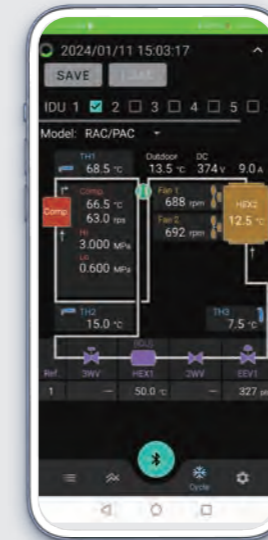 2024/01/11 15:03:17
SAVE
IDU 1 2 3 4 5
Model: RAC/PAC
TH1
68.5 ℃
Outdoor
13.5 ℃
DC
374 V
9.0 A
Comp.
66.5 ℃
63.0 rps
Hi
3.000 MPa
Lo
0.600 MPa
Comp
Fan 1
688 rpm
Fan 2
692 rpm
HEX2
12.5 ℃
TH2
15.0 ℃
TH3
7.5 ℃
Ref. 3WV HEX1 2WV EEV1
1 – 50.0 ℃ – 327
Cycle